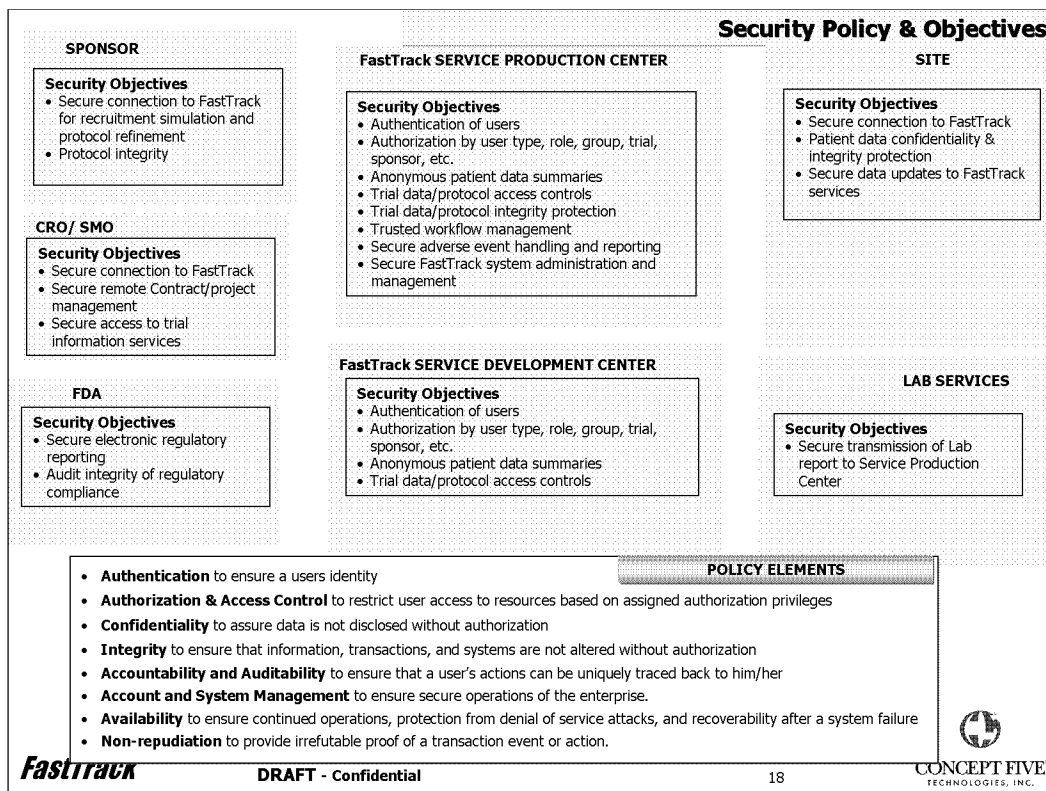 Security Policy & Objectives
SPONSOR
Security Objectives
• Secure connection to FastTrack
for recruitment simulation and
protocol refinement
• Protocol integrity
CRO/ SMO
Security Objectives
• Secure connection to FastTrack
• Secure remote Contract/project
management
• Secure access to trial
information services
FDA
Security Objectives
• Secure electronic regulatory
reporting
• Audit integrity of regulatory
compliance
FastTrack SERVICE PRODUCTION CENTER
Security Objectives
• Authentication of users
• Authorization by user type, role, group, trial,
sponsor, etc.
• Anonymous patient data summaries
• Trial data/protocol access controls
• Trial data/protocol integrity protection
• Trusted workflow management
• Secure adverse event handling and reporting
• Secure FastTrack system administration and
management
FastTrack SERVICE DEVELOPMENT CENTER
Security Objectives
• Authentication of users
• Authorization by user type, role, group, trial,
sponsor, etc.
• Anonymous patient data summaries
• Trial data/protocol access controls
SITE
Security Objectives
• Secure connection to FastTrack
• Patient data confidentiality &
integrity protection
• Secure data updates to FastTrack
services
LAB SERVICES
Security Objectives
• Secure transmission of Lab
report to Service Production
Center
POLICY ELEMENTS
• Authentication to ensure a users identity
• Authorization & Access Control to restrict user access to resources based on assigned authorization privileges
• Confidentiality to assure data is not disclosed without authorization
• Integrity to ensure that information, transactions, and systems are not altered without authorization
• Accountability and Auditability to ensure that a user's actions can be uniquely traced back to him/her
• Account and System Management to ensure secure operations of the enterprise.
• Availability to ensure continued operations, protection from denial of service attacks, and recoverability after a system failure
• Non-repudiation to provide irrefutable proof of a transaction event or action.
FastTrack
DRAFT - Confidential
18
CONCEPT FIVE
TECHNOLOGIES, INC.